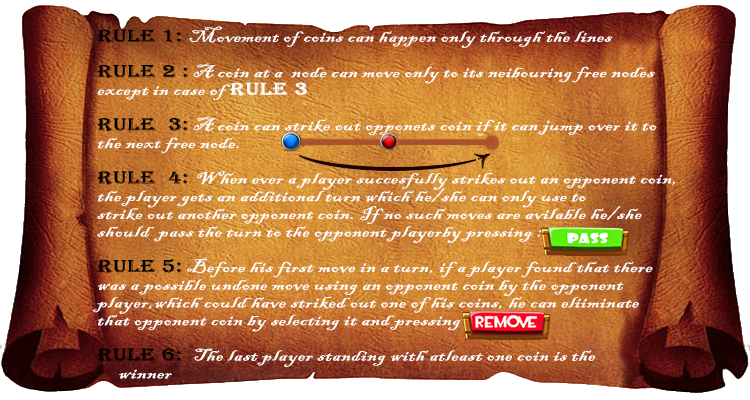 RULE 1: Movement of coins can happen only through the lines
RULE 2 : A coin at a node can move only to its neibouring free nodes
except in case of RULE 3
RULE 3: A coin can strike out opponets coin if it can jump over it to
the next free node.
RULE 4: When ever a player succesfully strikes out an opponent coin,
the player gets an additional turn which he/she can only use to
strike out another opponent coin. If no such moves are avilable he/she
should pass the turn to the opponent playerby pressing : PASS
RULE 5: Before his first move in a turn, if a player found that there
was a possible undone move using an opponent coin by the opponent
player,which could have striked out one of his coins, he can eliiminate
that opponent coin by selecting it and pressing REMOVE
RULE 6: The last player standing with atleast one coin is the
winner